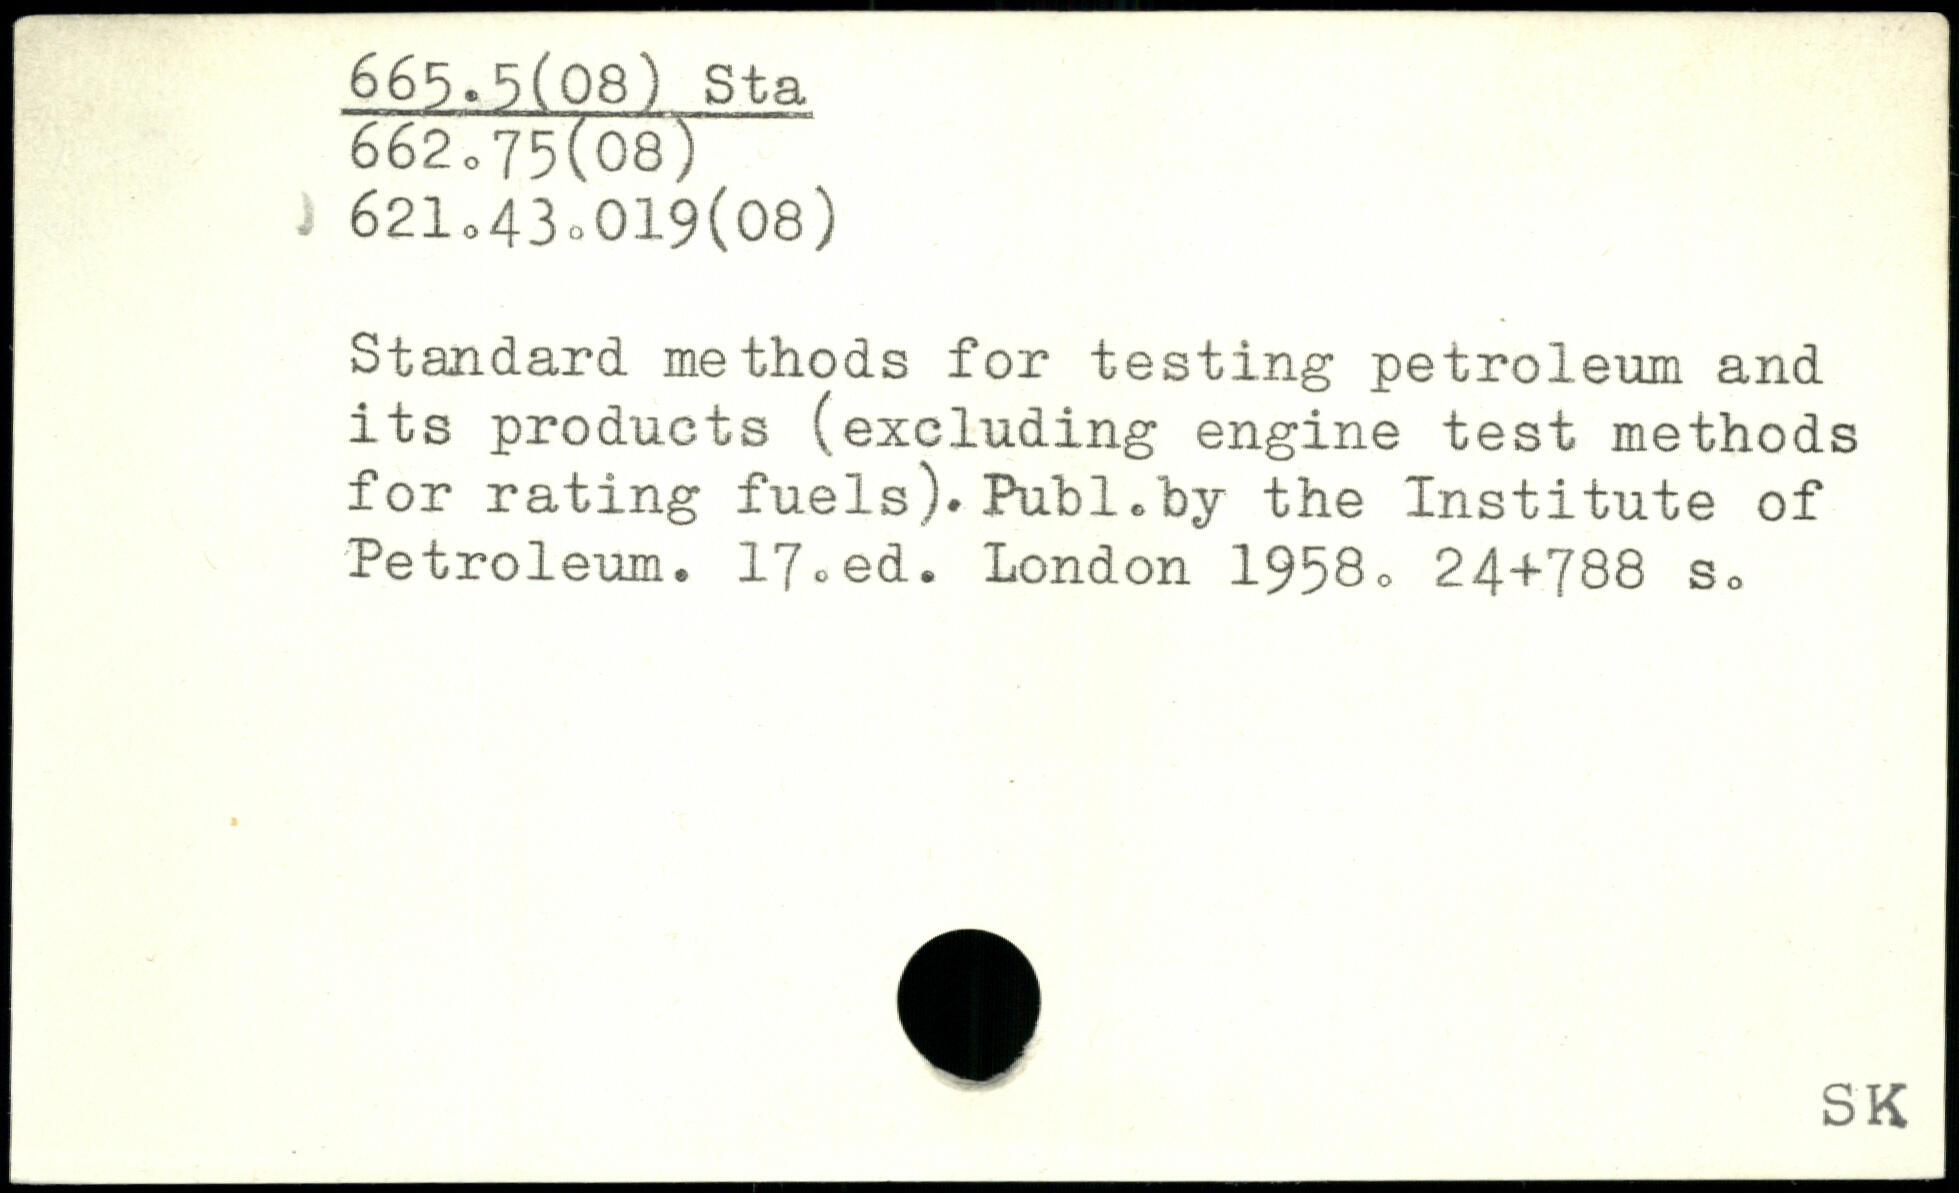 665.5(08) Sta
662.75(08)
621.43.019(08)
Standard methods for testing petroleum and
its products (excluding engine test methods
for rating fuels). Publ.by the Institute of
Petroleum. 17.ed. London 1958. 24+788 s.
SK